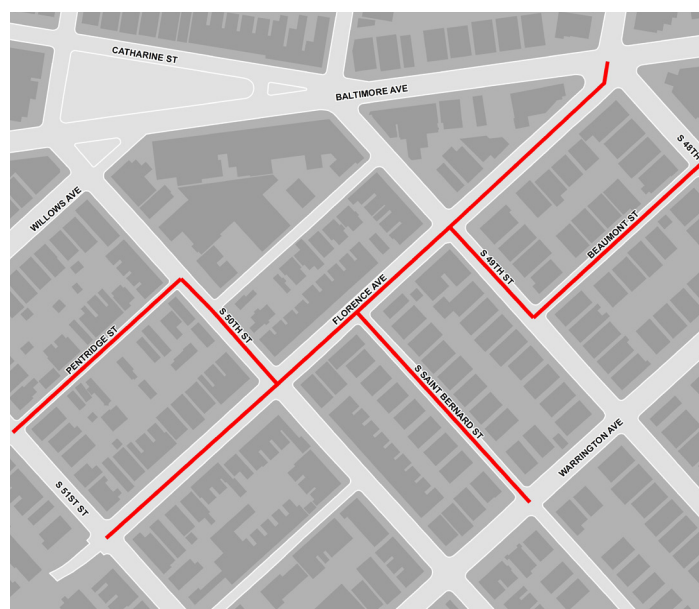 CATHARINE ST
BALTIMORE AVE
S 48TH
WILLOWS AVE
BEAUMONT ST
S 49TH ST
FLORENCE AVE
S 50TH ST
PENTRIDGE ST
S SAINT BERNARD ST
WARRINGTON AVE
S 51ST ST